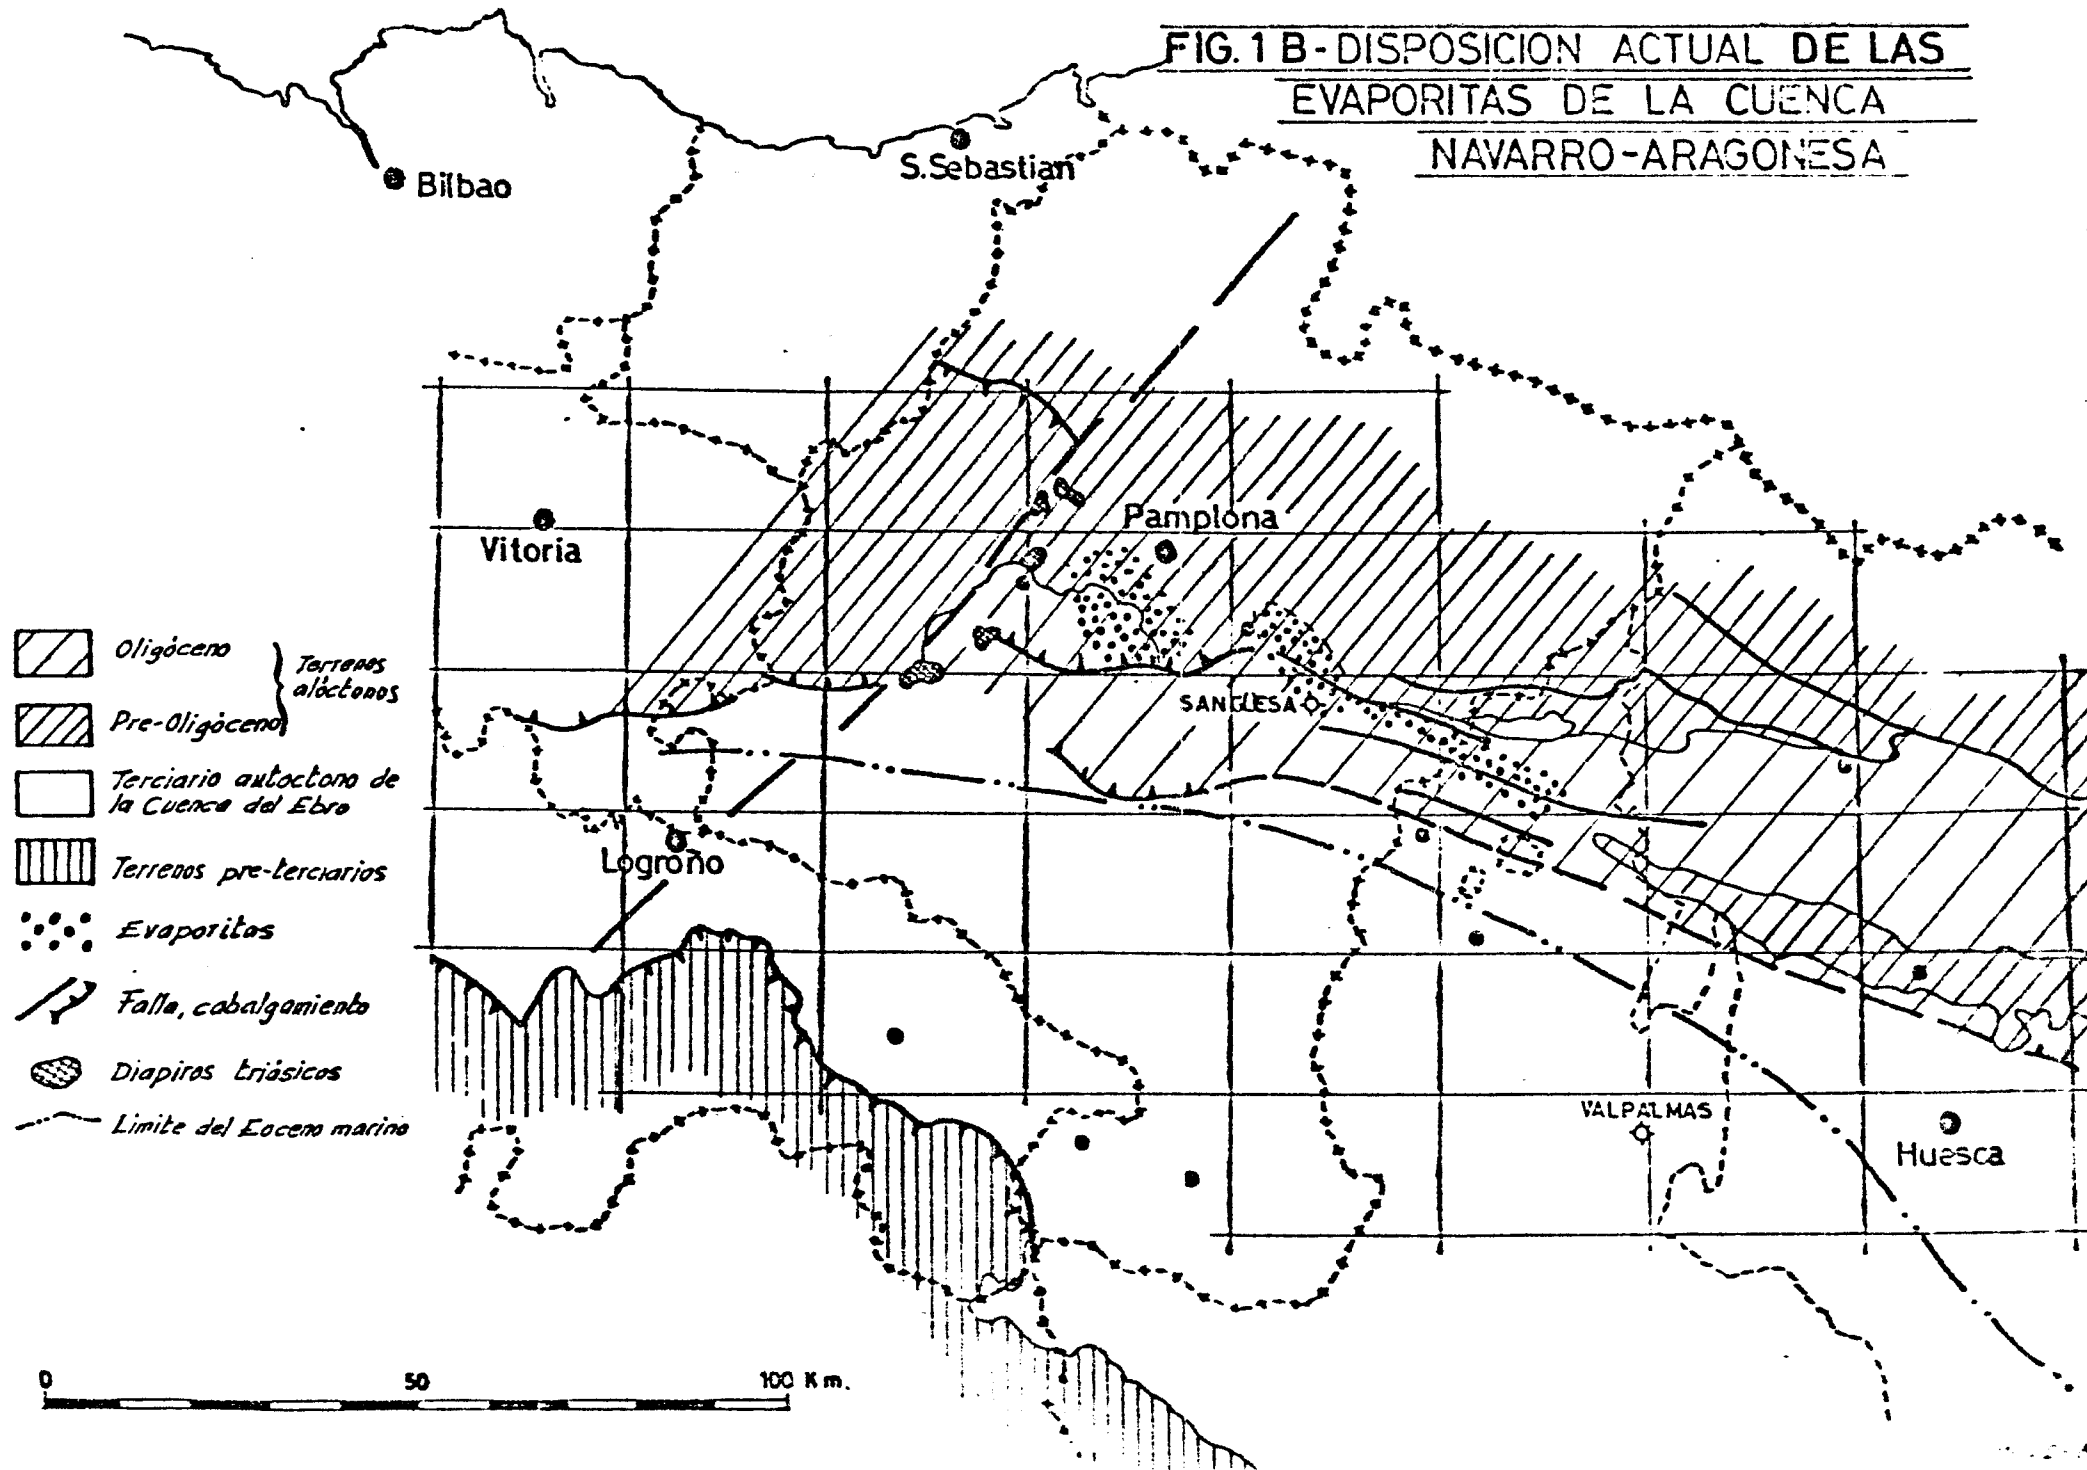 FIG. 1 B - DISPOSICION ACTUAL DE LAS
EVAPORITAS DE LA CUENCA
NAVARRO-ARAGONESA
Bilbao
S.Sebastian
Vitoria
Pamplona
SANGUESA
Logroño
VALPALMAS
Huesca
Oligóceno
Pre-Oligóceno
Terrenos
alóctonos
Terciario autoctono de
la Cuenca del Ebro
Terrenos pre-terciarios
Evaporitas
Falla, cabalgamiento
Diapiros triásicos
Limite del Eoceno marino
0 50 100 Km.